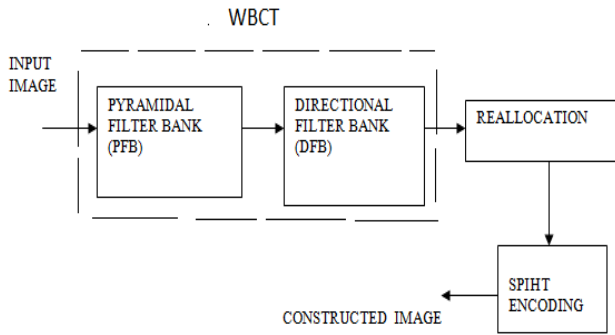 . WBCT
INPUT
IMAGE
PYRAMIDAL
FILTER BANK
(PFB)
DIRECTIONAL
FILTER BANK
(DFB)
REALLOCATION
SPIHT
ENCODING
CONSTRUCTED IMAGE